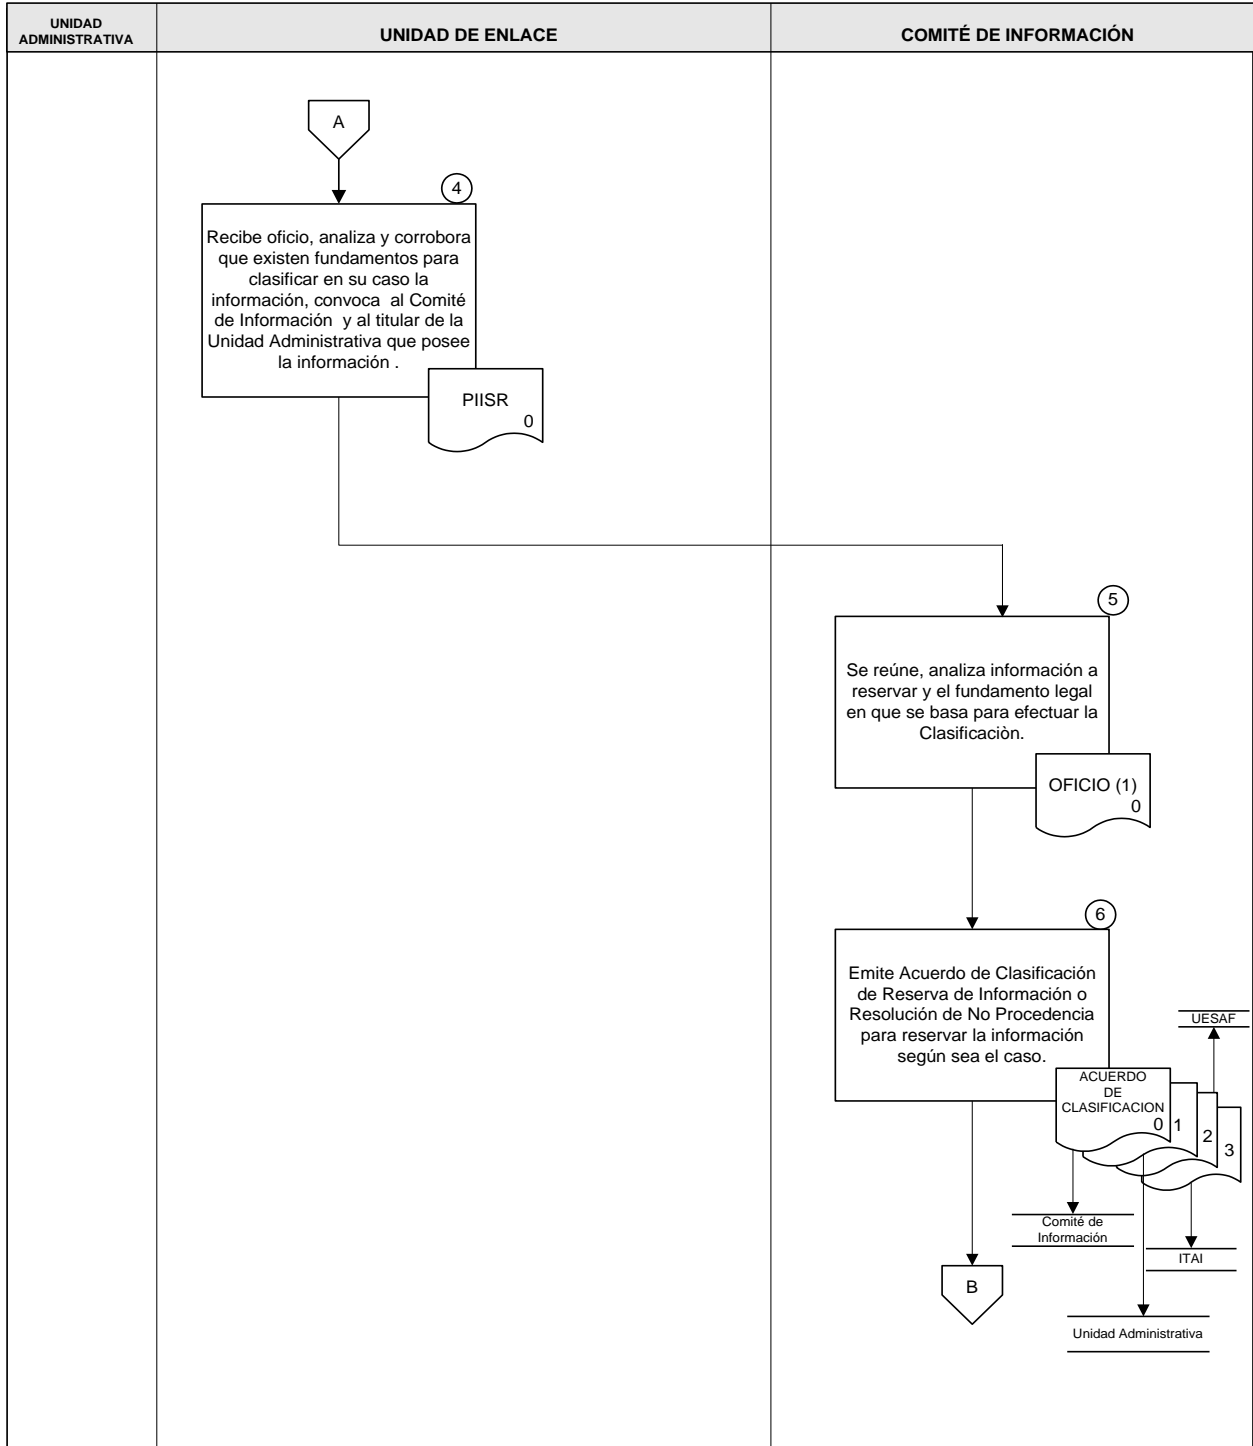 UNIDAD
ADMINISTRATIVA
UNIDAD DE ENLACE
COMITÉ DE INFORMACIÓN
A
4
Recibe oficio, analiza y corrobora
que existen fundamentos para
clasificar en su caso la
información, convoca al Comité
de Información y al titular de la
Unidad Administrativa que posee
la información .
PIISR
0
5
Se reúne, analiza información a
reservar y el fundamento legal
en que se basa para efectuar la
Clasificaciòn.
OFICIO (1)
0
6
Emite Acuerdo de Clasificación
de Reserva de Información o
Resolución de No Procedencia
para reservar la información
según sea el caso.
UESAF
ACUERDO
DE
CLASIFICACION
0
1
2
3
Comité de
Información
ITAI
B
Unidad Administrativa